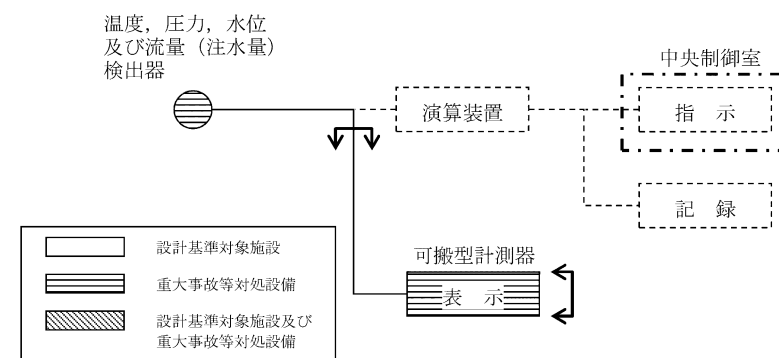 温度，圧力，水位
及び流量（注水量）
検出器
中央制御室
演算装置
指　示
記　録
可搬型計測器
表　示
設計基準対象施設
重大事故等対処設備
設計基準対象施設及び
重大事故等対処設備